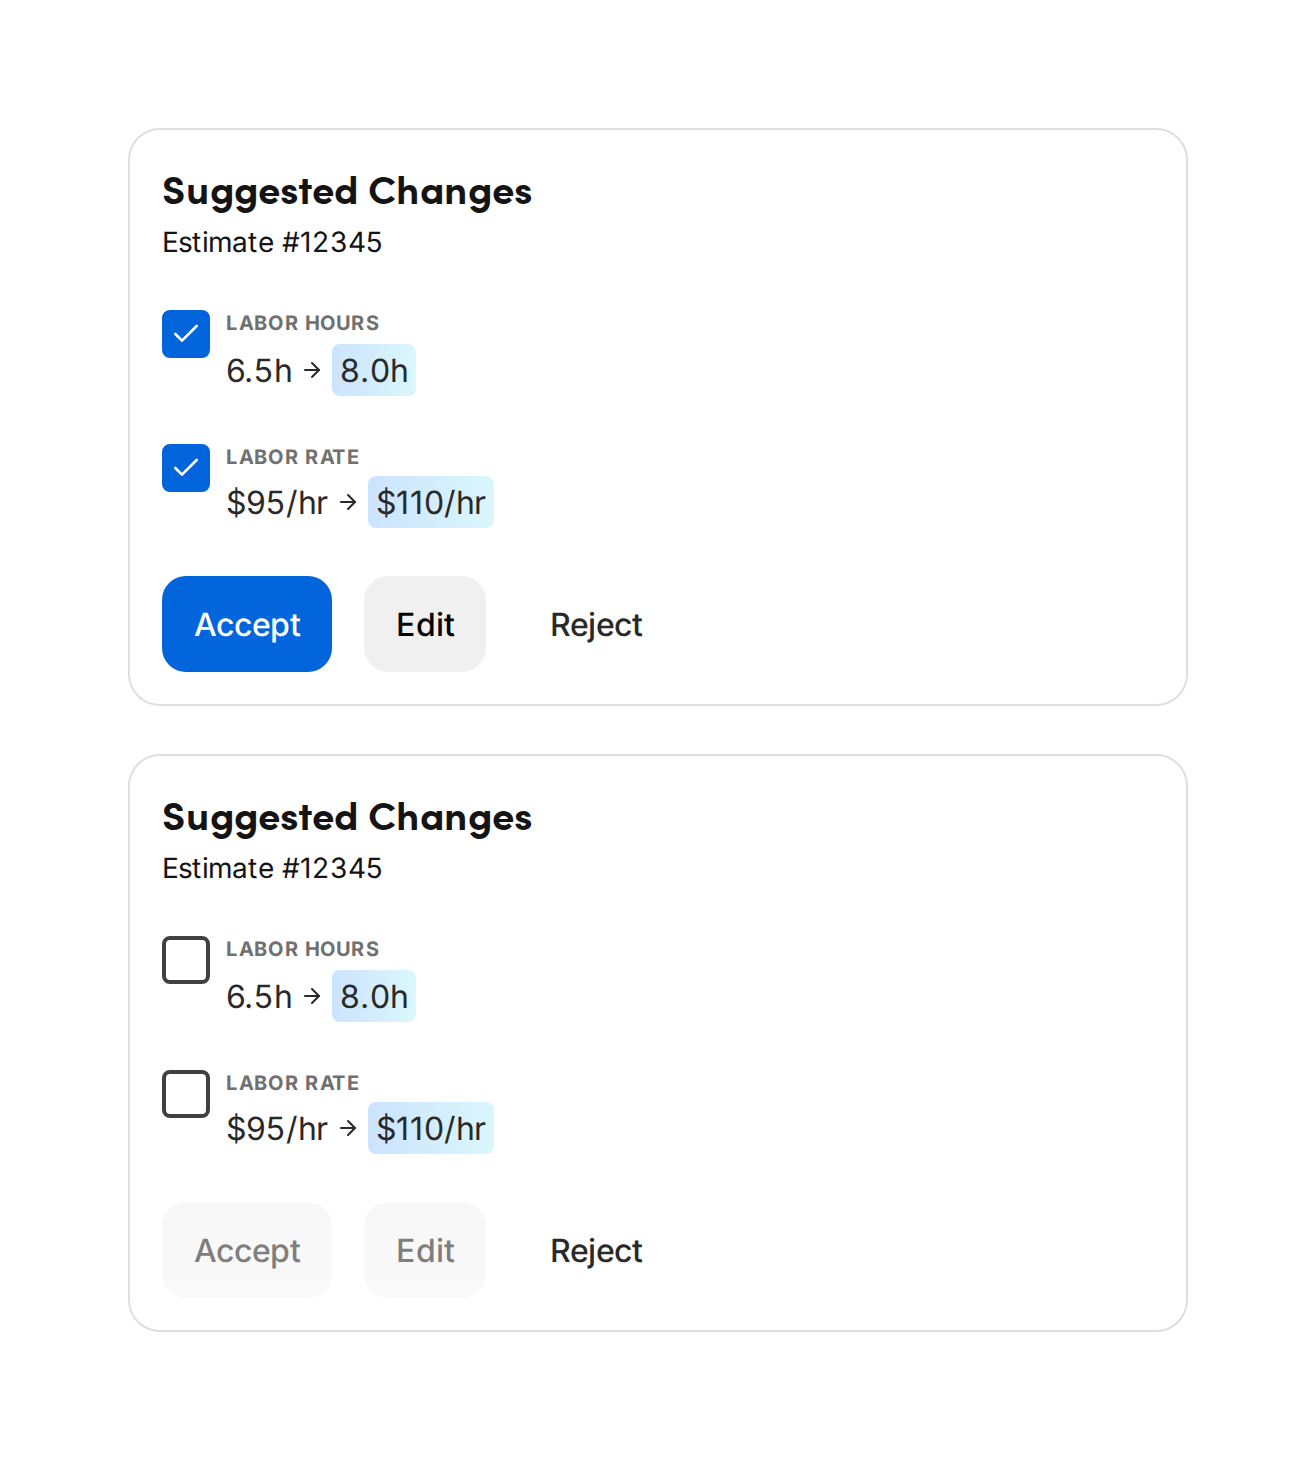 Suggested Changes
Estimate #12345
LABOR HOURS
6.5h → 8.0h
LABOR RATE
$95/hr → $110/hr
Accept Edit Reject
Suggested Changes
Estimate #12345
LABOR HOURS
6.5h → 8.0h
LABOR RATE
$95/hr → $110/hr
Accept Edit Reject